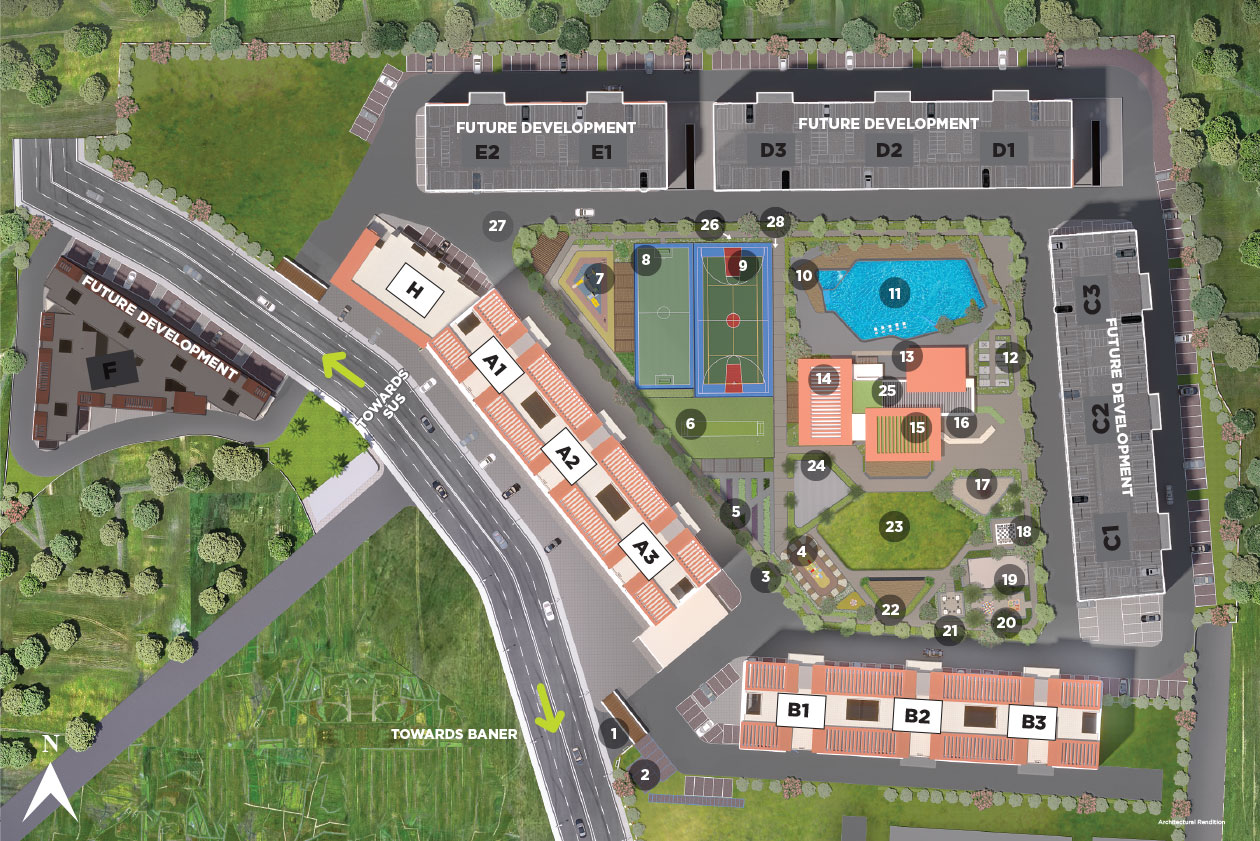 FUTURE DEVELOPMENT
E2
E1
FUTURE DEVELOPMENT
D3
D2
D1
27
26
28
H
7
8
9
10
11
12
13
14
25
15
16
C3
C2
C1
FUTURE DEVELOPMENT
FUTURE DEVELOPMENT
F
TOWARDS
SUS
A1
A2
A3
6
24
5
17
23
18
4
3
19
22
20
21
B1
B2
B3
TOWARDS BANER
1
2
N
Architectural Rendition